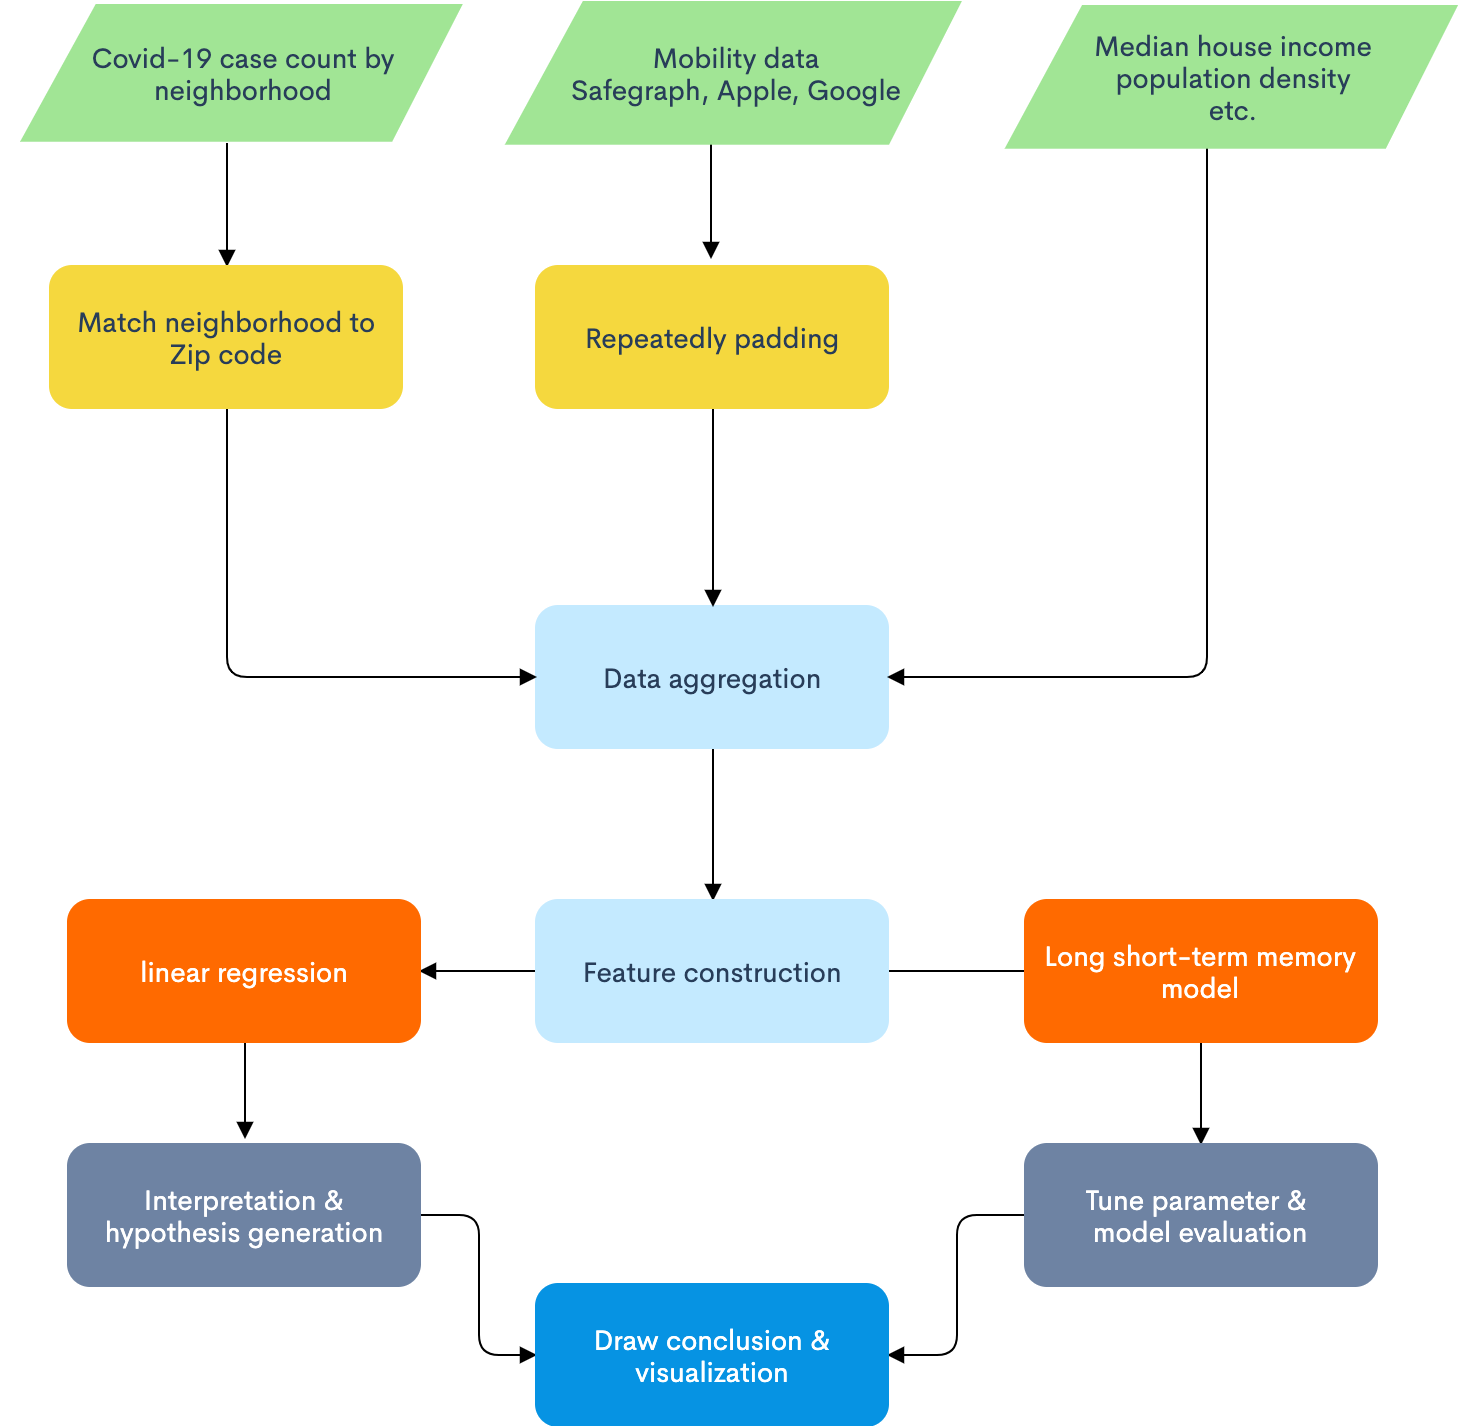 Covid-19 case count by
neighborhood
Mobility data
Safegraph, Apple, Google
Median house income
population density
etc.
Match neighborhood to
Zip code
Repeatedly padding
Data aggregation
linear regression
Feature construction
Long short-term memory
model
Interpretation &
hypothesis generation
Tune parameter &
model evaluation
Draw conclusion &
visualization